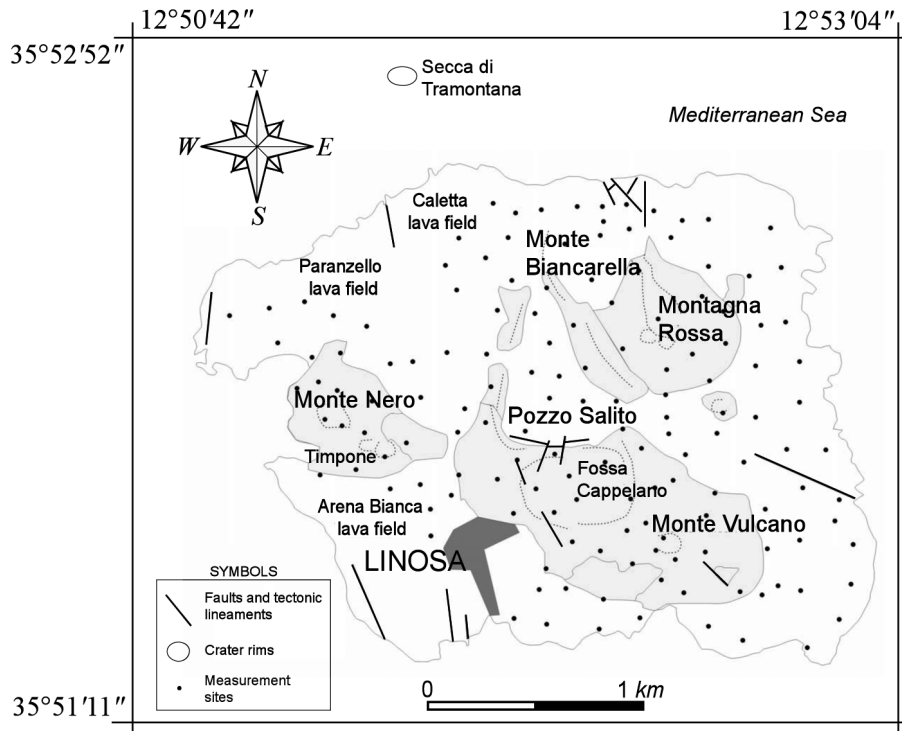 12°50′42″
12°53′04″
35°52′52″
Secca di
Tramontana
Mediterranean Sea
N
W
E
S
Caletta
lava field
Monte
Biancarella
Paranzello
lava field
Montagna
Rossa
Monte Nero
Pozzo Salito
Timpone
Fossa
Cappelano
Arena Bianca
lava field
Monte Vulcano
LINOSA
SYMBOLS
Faults and tectonic
lineaments
Crater rims
Measurement
sites
0
1 km
35°51′11″